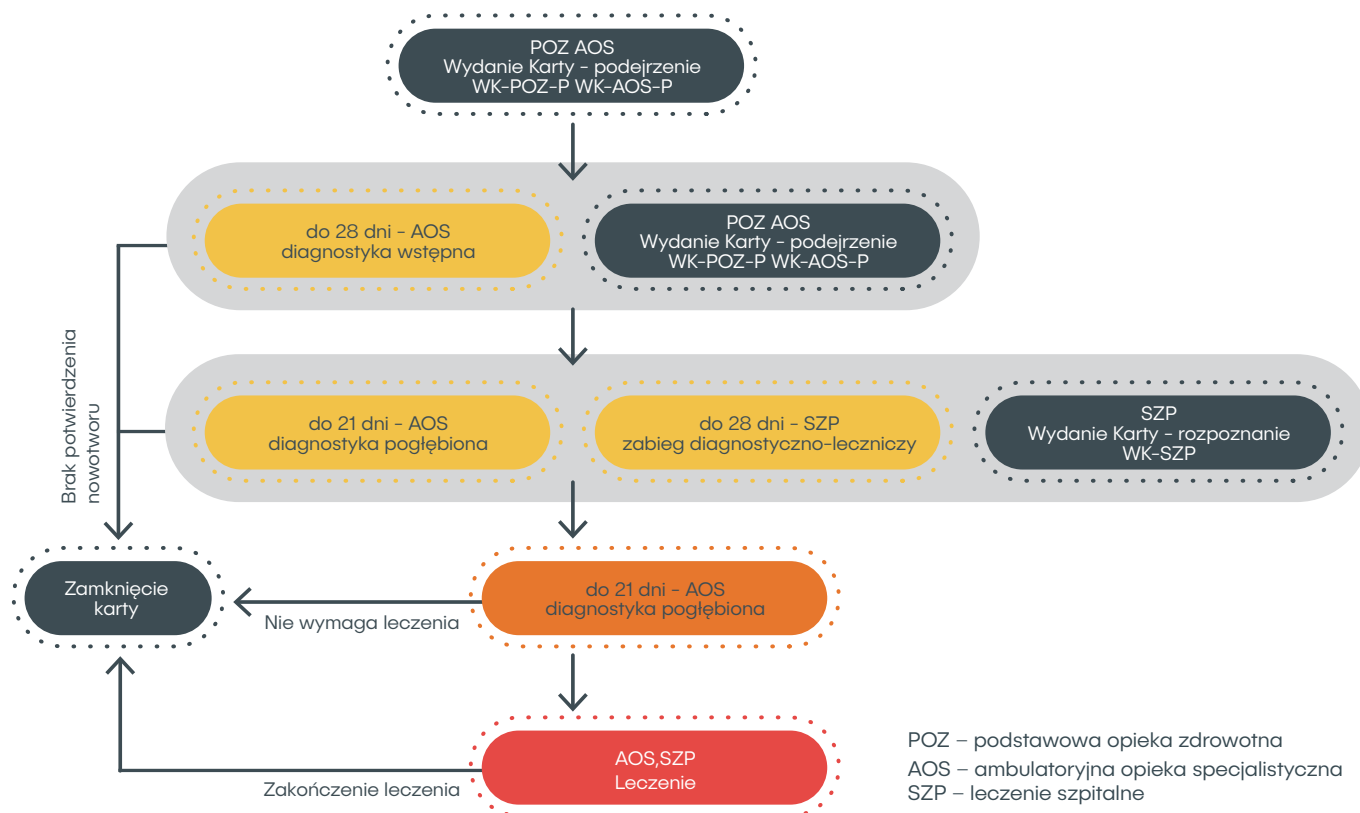 POZ AOS
Wydanie Karty - podejrzenie
WK-POZ-P WK-AOS-P
do 28 dni - AOS
diagnostyka wstępna
POZ AOS
Wydanie Karty - podejrzenie
WK-POZ-P WK-AOS-P
Brak potwierdzenia
nowotworu
do 21 dni - AOS
diagnostyka pogłębiona
do 28 dni - SZP
zabieg diagnostyczno-leczniczy
SZP
Wydanie Karty - rozpoznanie
WK-SZP
Zamknięcie
karty
Nie wymaga leczenia
do 21 dni - AOS
diagnostyka pogłębiona
Zakończenie leczenia
AOS,SZP
Leczenie
POZ – podstawowa opieka zdrowotna
AOS – ambulatoryjna opieka specjalistyczna
SZP – leczenie szpitalne